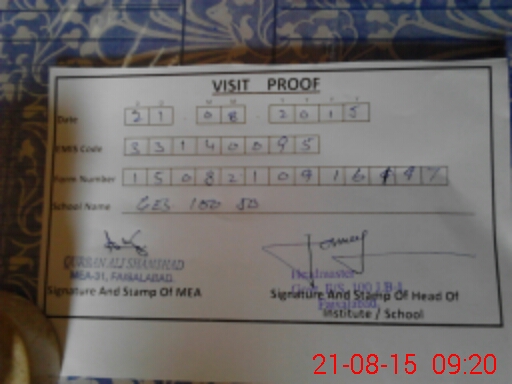 VISIT PROOF
D D M M Y Y Y Y
Date 21 08 2015
EMIS Code 33140095
Form Number 1508210916
School Name GES 100
QURBAN ALI SHAMSHAD
MEA-31, FAISALABAD
Signature And Stamp Of MEA
Headmaster
Signature And Stamp Of Head Of
Institute / School
21-08-15 09:20